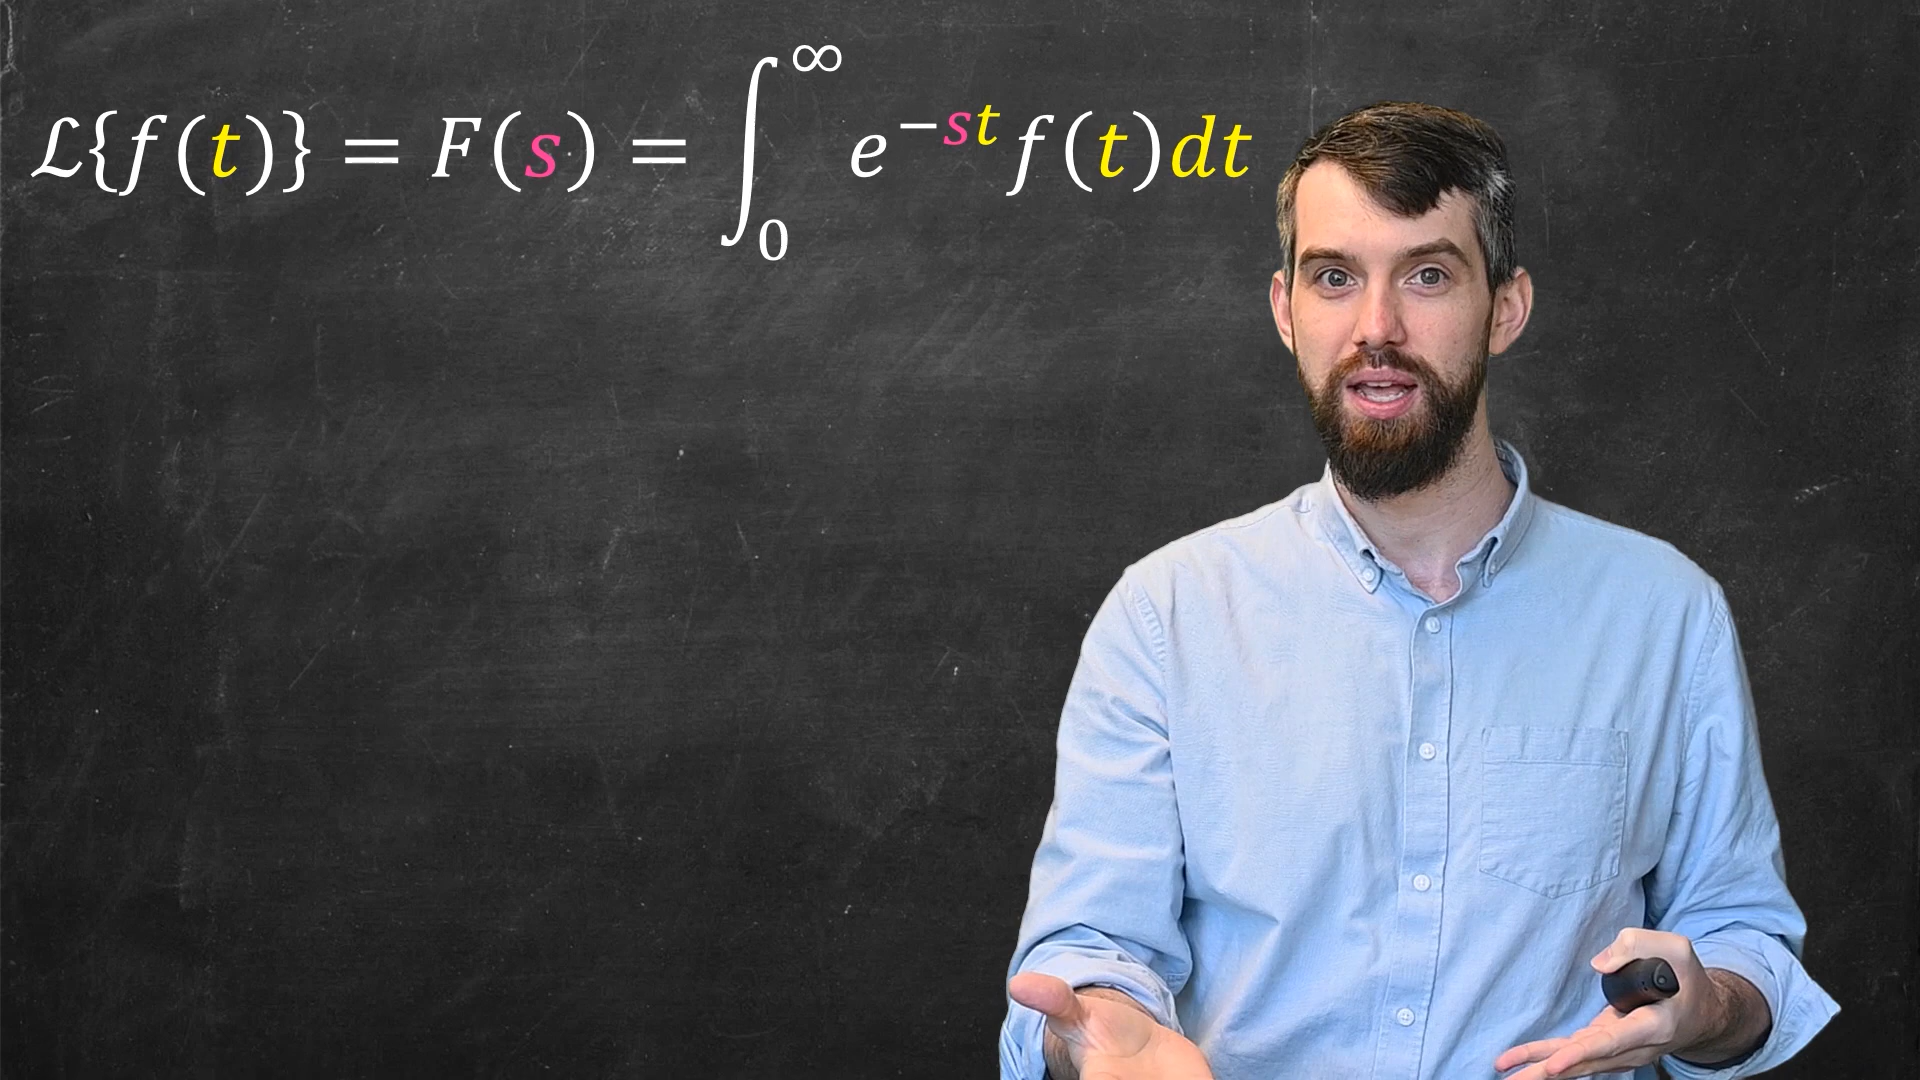 ℒ{f(t)} = F(s) = ∫₀^∞ e^{−st} f(t)dt